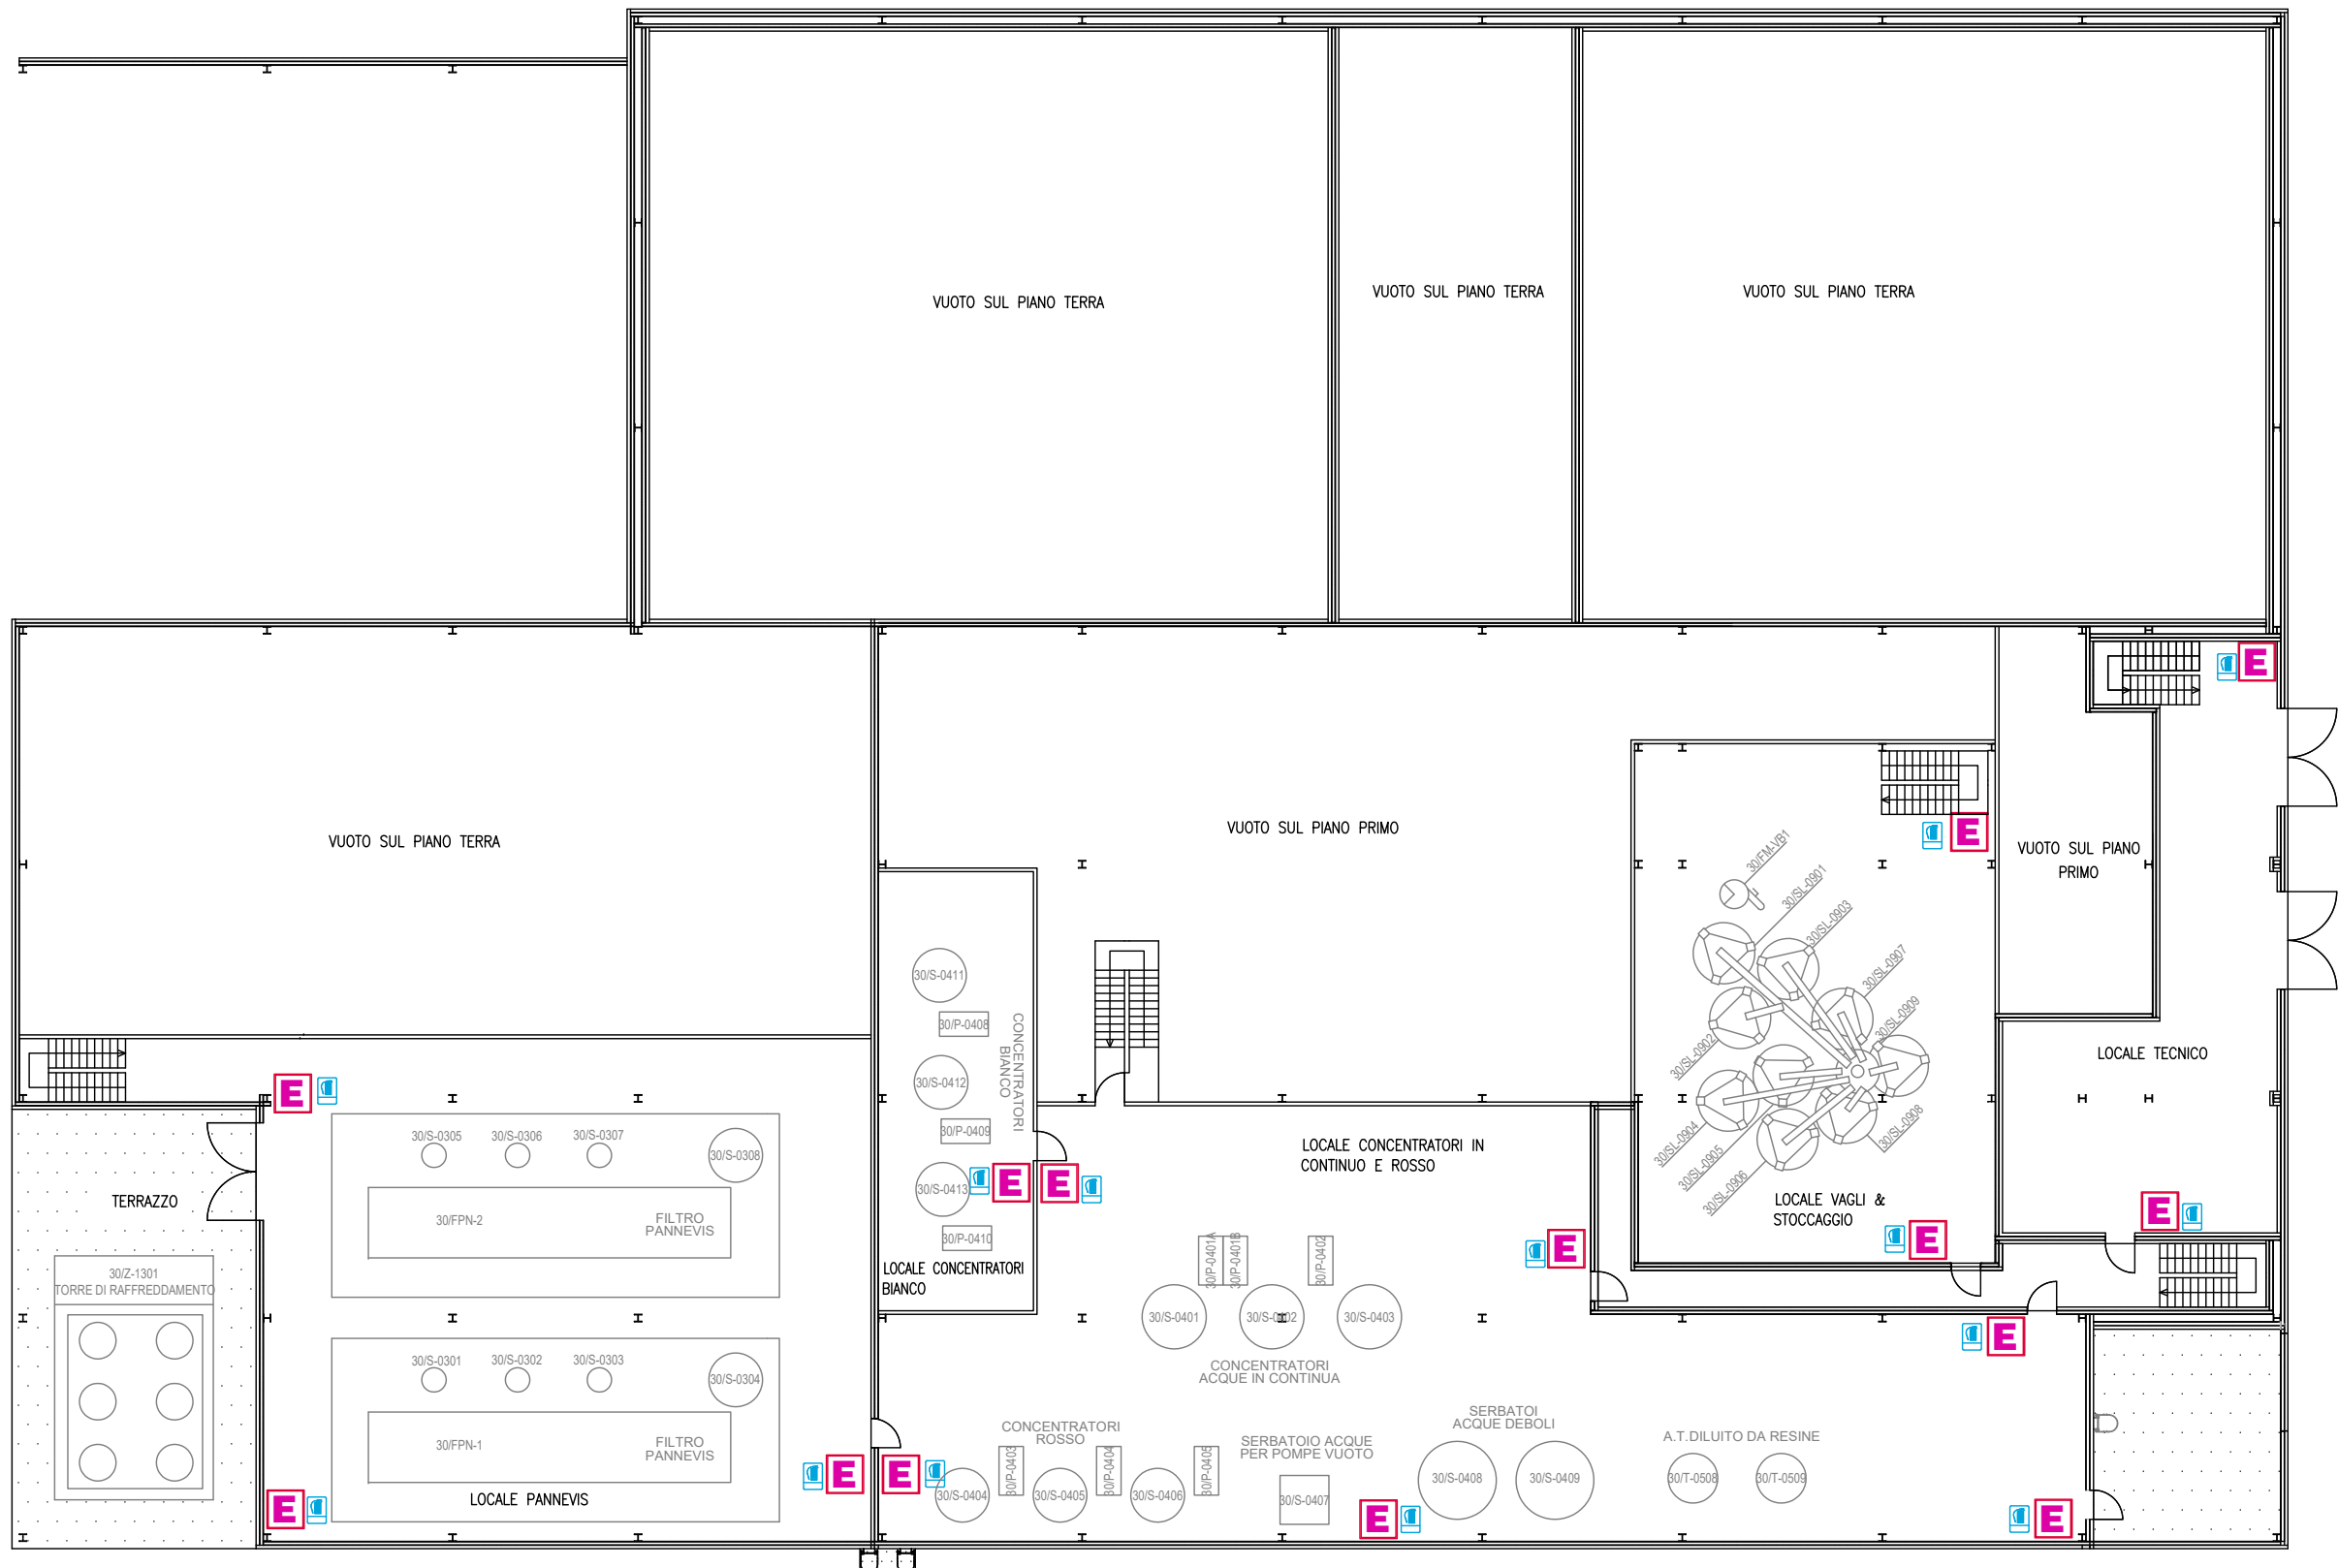 VUOTO SUL PIANO TERRA
VUOTO SUL PIANO TERRA
VUOTO SUL PIANO TERRA
E
VUOTO SUL PIANO TERRA
VUOTO SUL PIANO PRIMO
E
VUOTO SUL PIANO
PRIMO
30/FM-VB1
30/SL-0901
30/SL-0903
30/SL-0907
30/SL-0909
30/SL-0902
30/SL-0904
30/SL-0905
30/SL-0906
30/SL-0908
LOCALE VAGLI &
STOCCAGGIO
E
LOCALE TECNICO
E
30/S-0411
30/P-0408
30/S-0412
30/P-0409
30/S-0413
30/P-0410
CONCENTRATORI
BIANCO
LOCALE CONCENTRATORI
BIANCO
E
E
LOCALE CONCENTRATORI IN
CONTINUO E ROSSO
E
30/P-0401A
30/P-0401B
30/P-0402
30/S-0401
30/S-0402
30/S-0403
CONCENTRATORI
ACQUE IN CONTINUA
E
E
30/S-0305
30/S-0306
30/S-0307
30/S-0308
30/FPN-2
FILTRO
PANNEVIS
TERRAZZO
30/Z-1301
TORRE DI RAFFREDDAMENTO
30/S-0301
30/S-0302
30/S-0303
30/S-0304
30/FPN-1
FILTRO
PANNEVIS
LOCALE PANNEVIS
E
E
E
CONCENTRATORI
ROSSO
30/P-0403
30/P-0404
30/P-0405
30/S-0404
30/S-0405
30/S-0406
SERBATOIO ACQUE
PER POMPE VUOTO
30/S-0407
E
SERBATOI
ACQUE DEBOLI
30/S-0408
30/S-0409
A.T.DILUITO DA RESINE
30/T-0508
30/T-0509
E